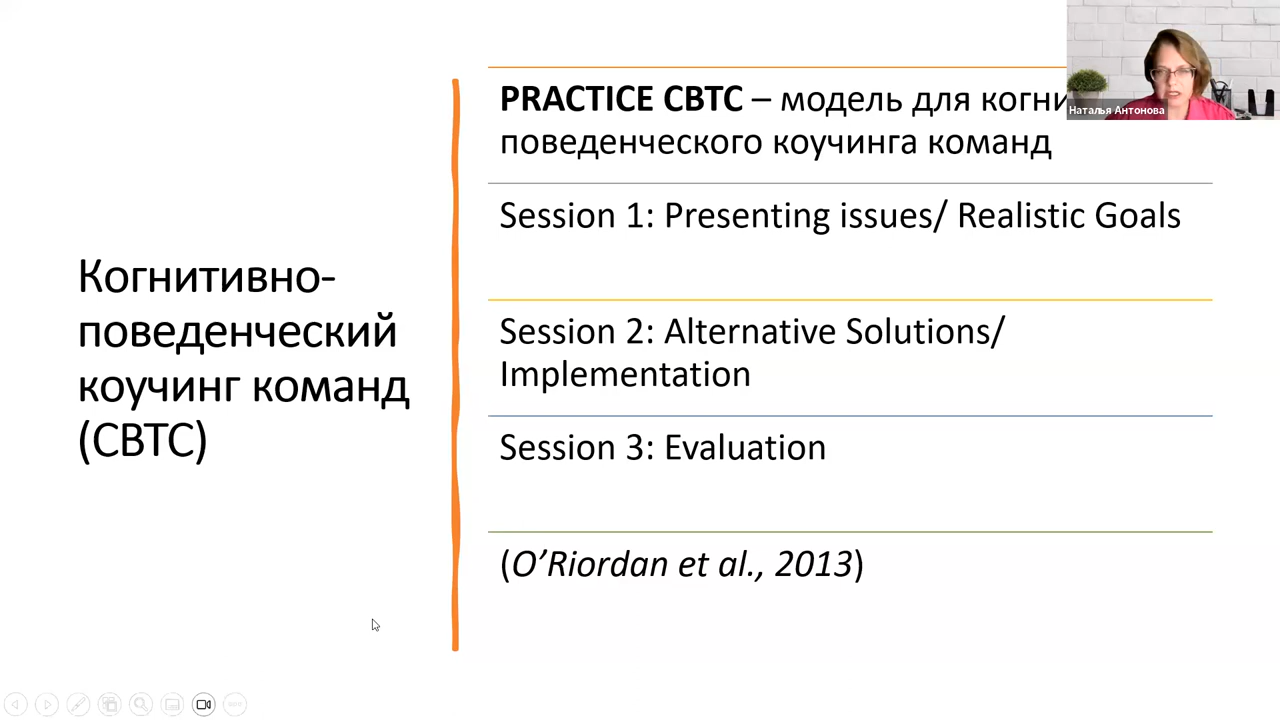 Когнитивно-
поведенческий
коучинг команд
(CBTC)
PRACTICE CBTC – модель для когни
поведенческого коучинга команд
Session 1: Presenting issues/ Realistic Goals
Session 2: Alternative Solutions/
Implementation
Session 3: Evaluation
(O’Riordan et al., 2013)
Наталья Антонова